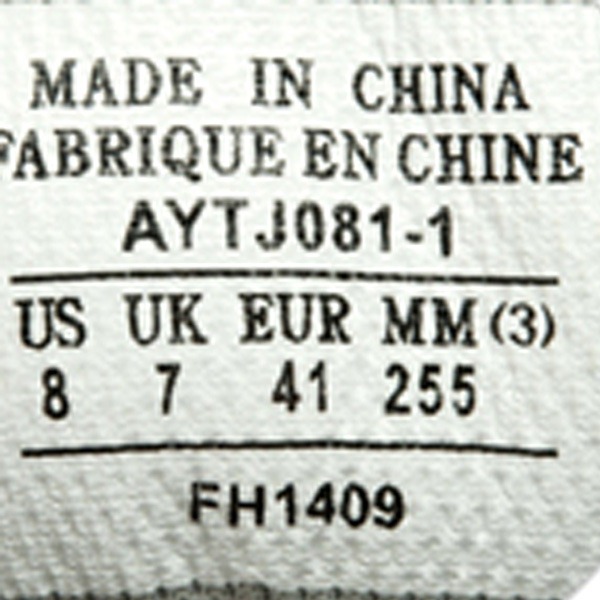 MADE IN CHINA
FABRIQUE EN CHINE
AYTJ081-1
US UK EUR MM(3)
8 7 41 255
FH1409